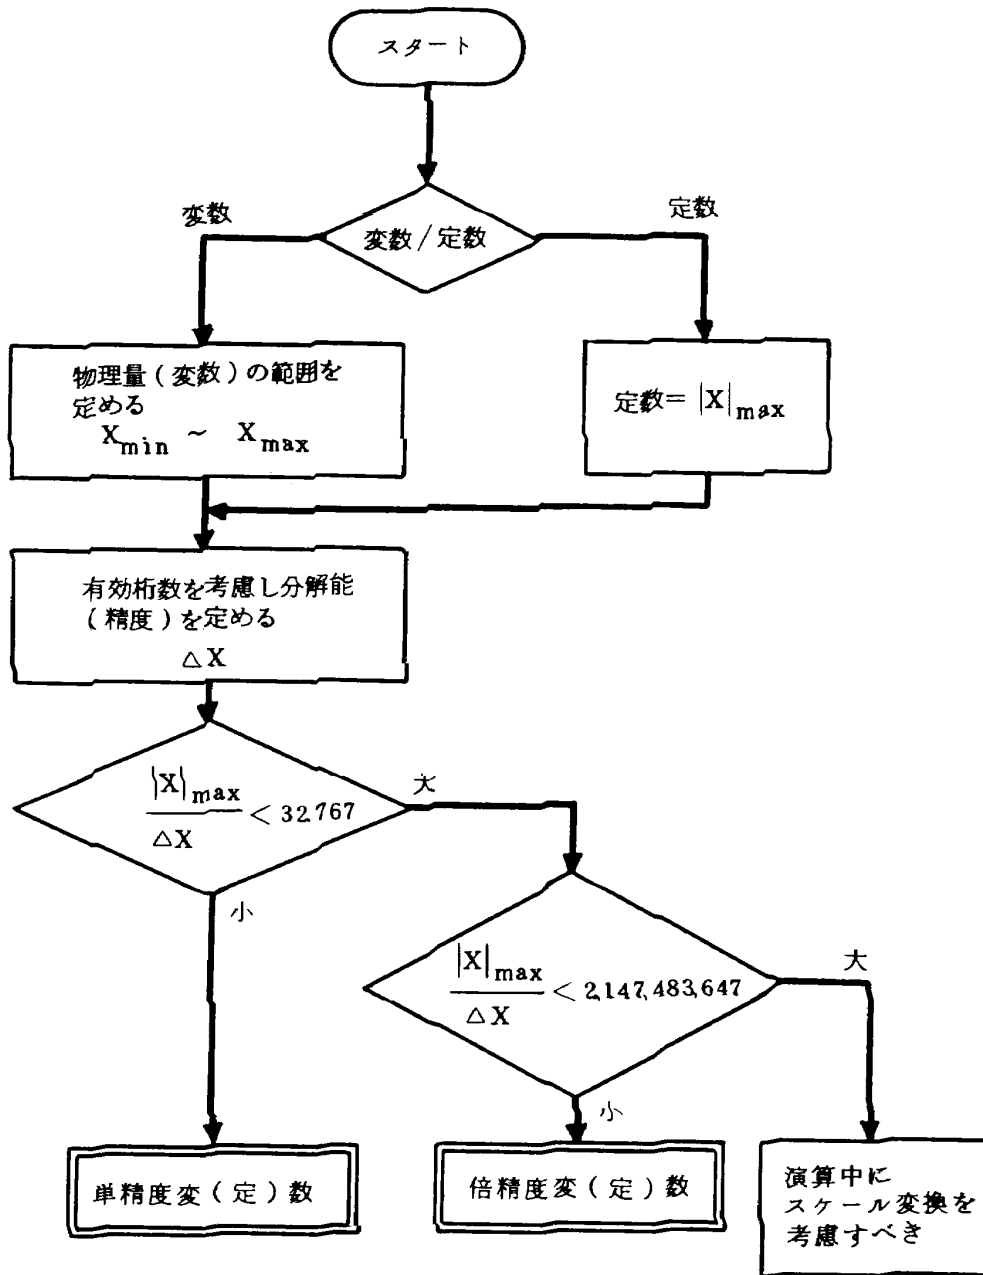 スタート
変数
定数
変数/定数
物理量(変数)の範囲を
定める
Xmin ~ Xmax
定数= |X|max
有効桁数を考慮し分解能
(精度)を定める
△X
|X|max
△X
< 32,767
大
小
|X|max
△X
< 2,147,483,647
大
小
単精度変(定)数
倍精度変(定)数
演算中に
スケール変換を
考慮すべき